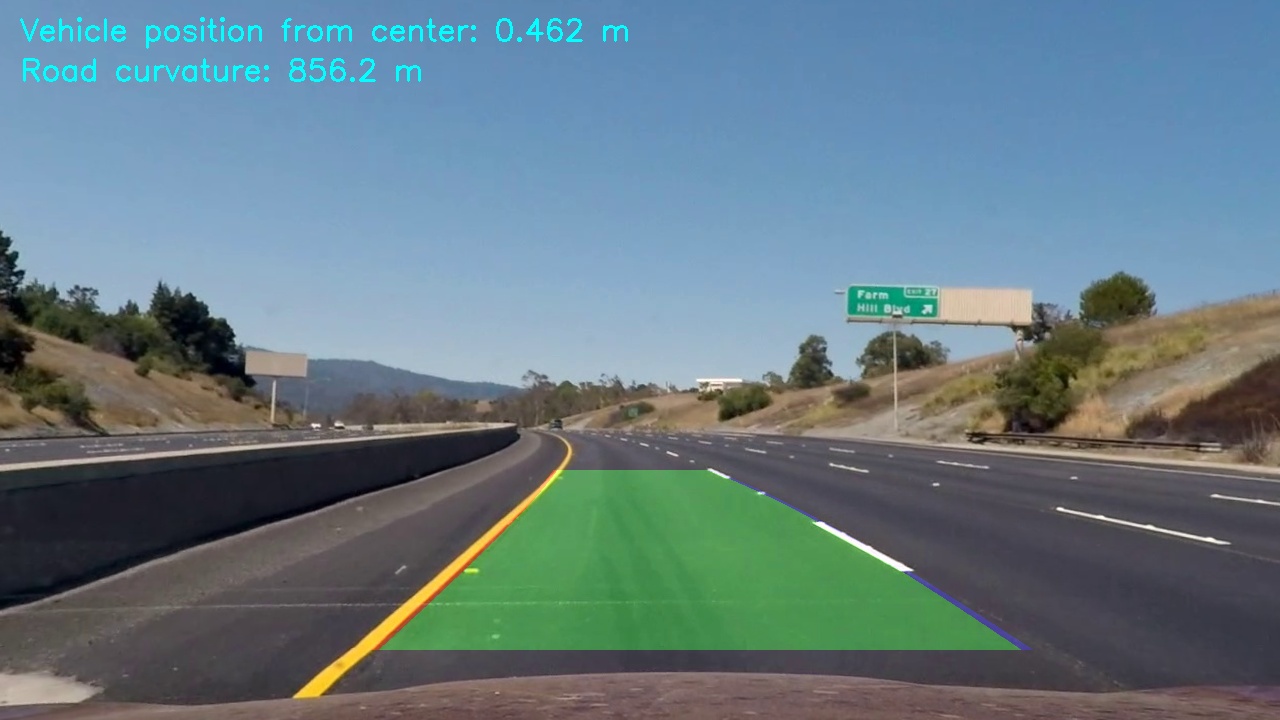 Vehicle position from center: 0.462 m
Road curvature: 856.2 m
Farm
EXIT 27
Hill Blvd